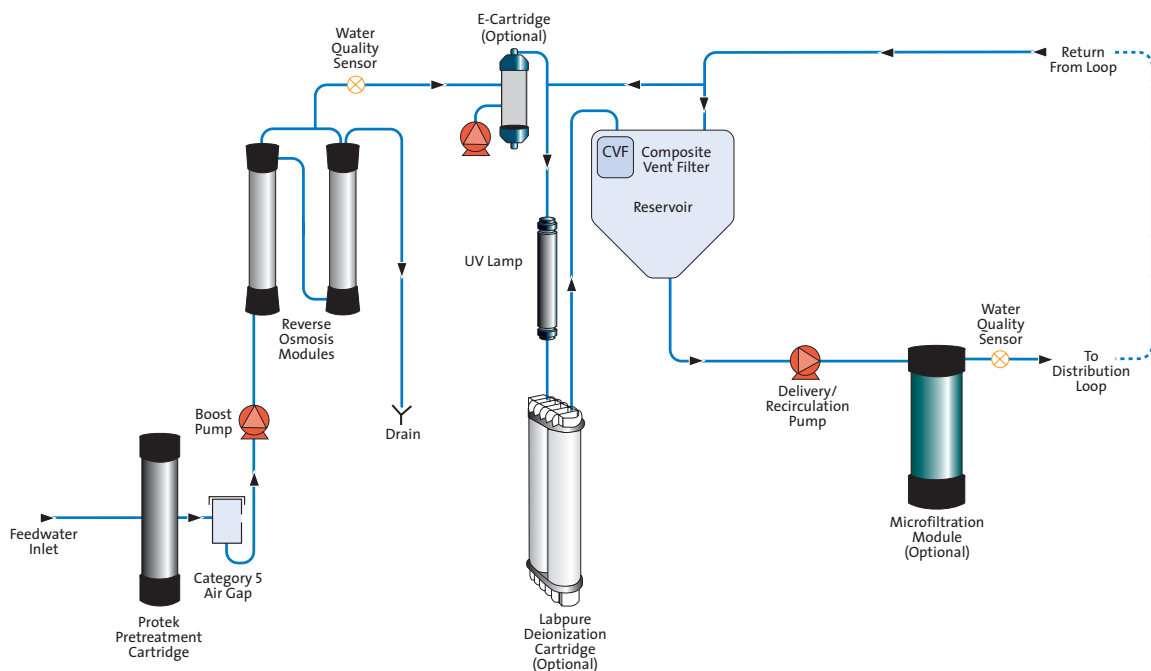 E-Cartridge
(Optional)
Water
Quality
Sensor
Return
From Loop
CVF
Composite
Vent Filter
Reservoir
UV Lamp
Reverse
Osmosis
Modules
Water
Quality
Sensor
To
Distribution
Loop
Delivery/
Recirculation
Pump
Boost
Pump
Drain
Feedwater
Inlet
Category 5
Air Gap
Protek
Pretreatment
Cartridge
Labpure
Deionization
Cartridge
(Optional)
Microfiltration
Module
(Optional)